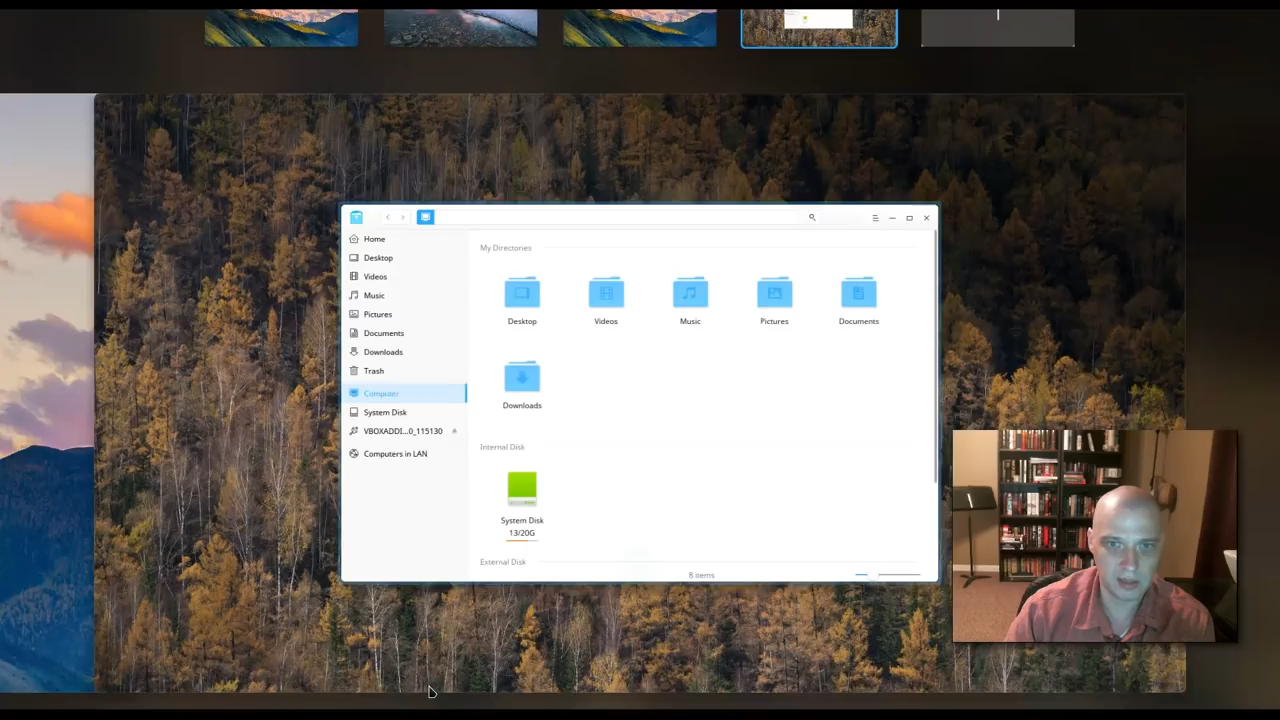 Home
Desktop
Videos
Music
Pictures
Documents
Downloads
Trash
Computer
System Disk
VBOXADDI...0_115130
Computers in LAN
My Directories
Desktop
Videos
Music
Pictures
Documents
Downloads
Internal Disk
System Disk
13/20G
External Disk
8 items